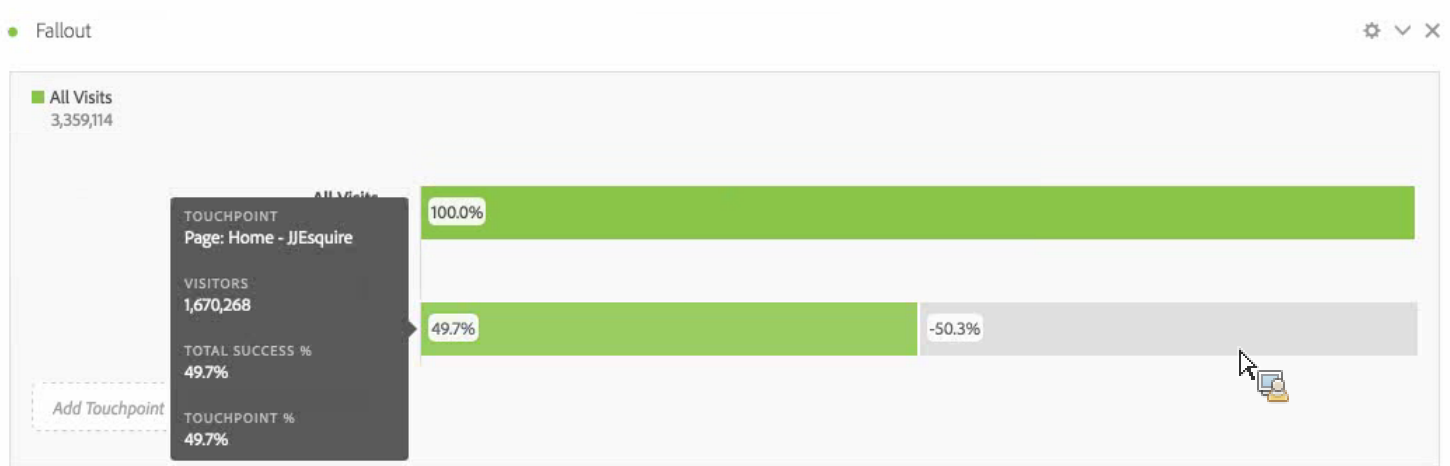 Fallout
All Visits
3,359,114
All Visits
100.0%
TOUCHPOINT
Page: Home - JJEsquire
VISITORS
1,670,268
TOTAL SUCCESS %
49.7%
TOUCHPOINT %
49.7%
49.7%
-50.3%
Add Touchpoint